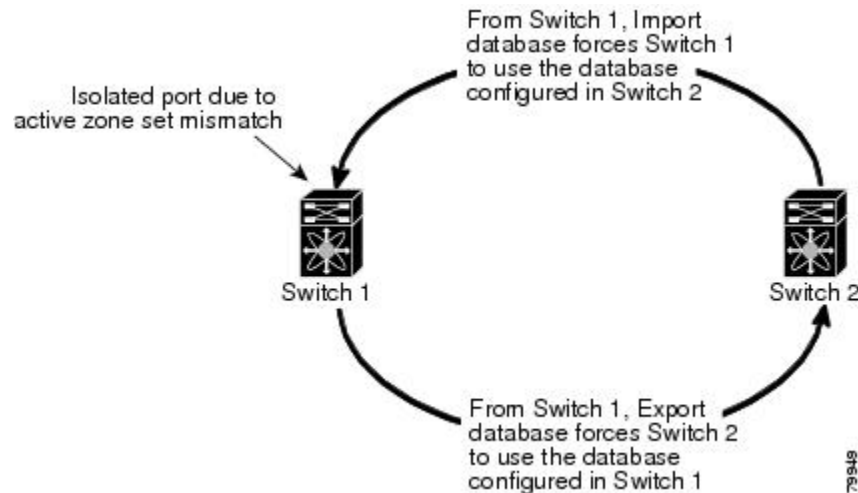 From Switch 1, Import
database forces Switch 1
to use the database
configured in Switch 2
Isolated port due to
active zone set mismatch
Switch 1
Switch 2
From Switch 1, Export
database forces Switch 2
to use the database
configured in Switch 1
79949